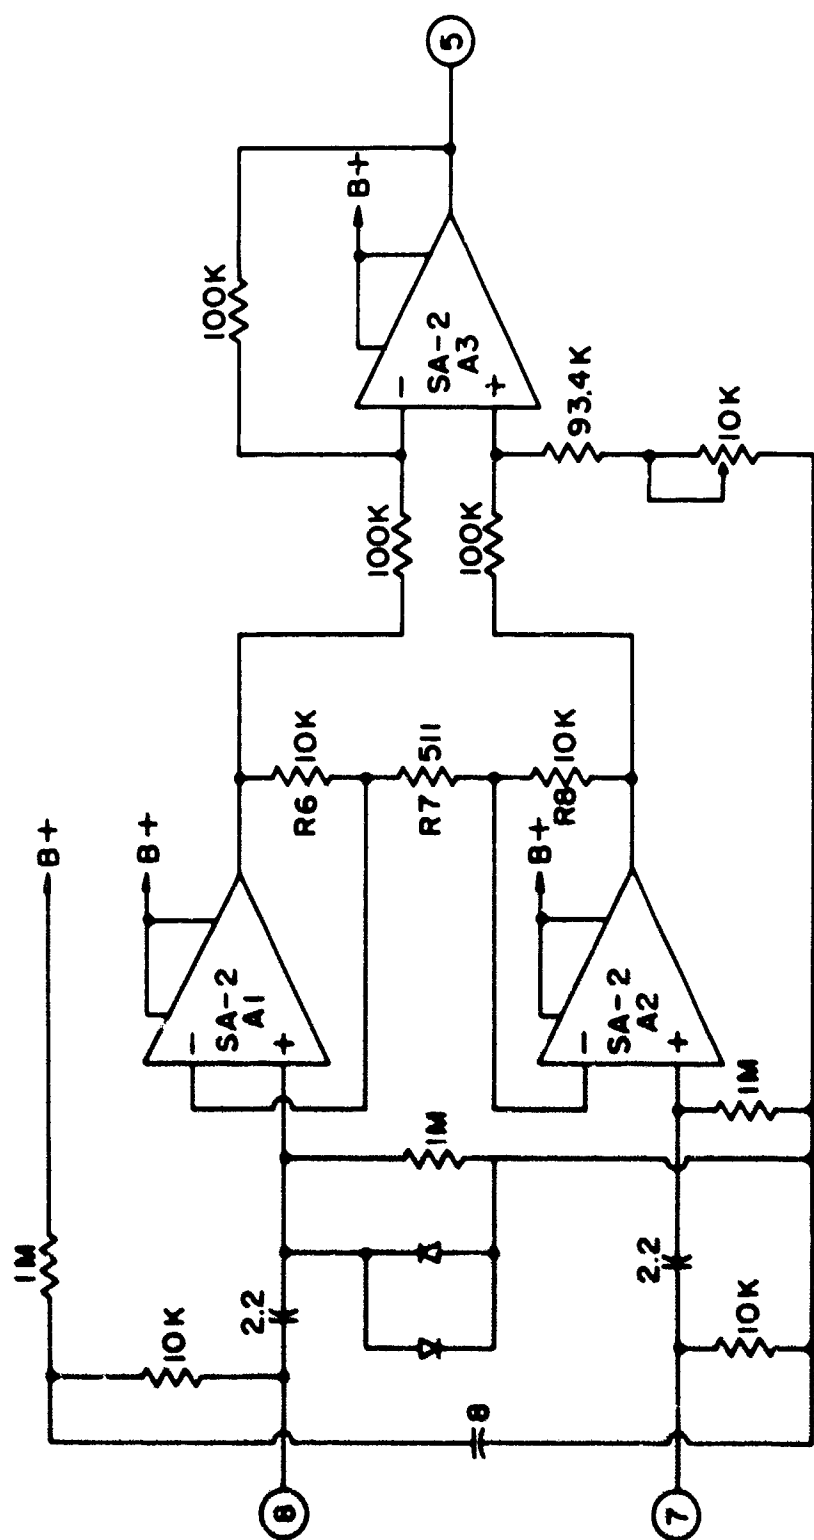 5
100K
B+
SA-2
A3
93.4K
10K
100K
100K
10K
R6
511
R7
10K
R8
B+
B+
B+
SA-2
A1
SA-2
A2
1M
1M
1M
10K
2.2
2.2
10K
8
8
7
-
+
-
+
-
+